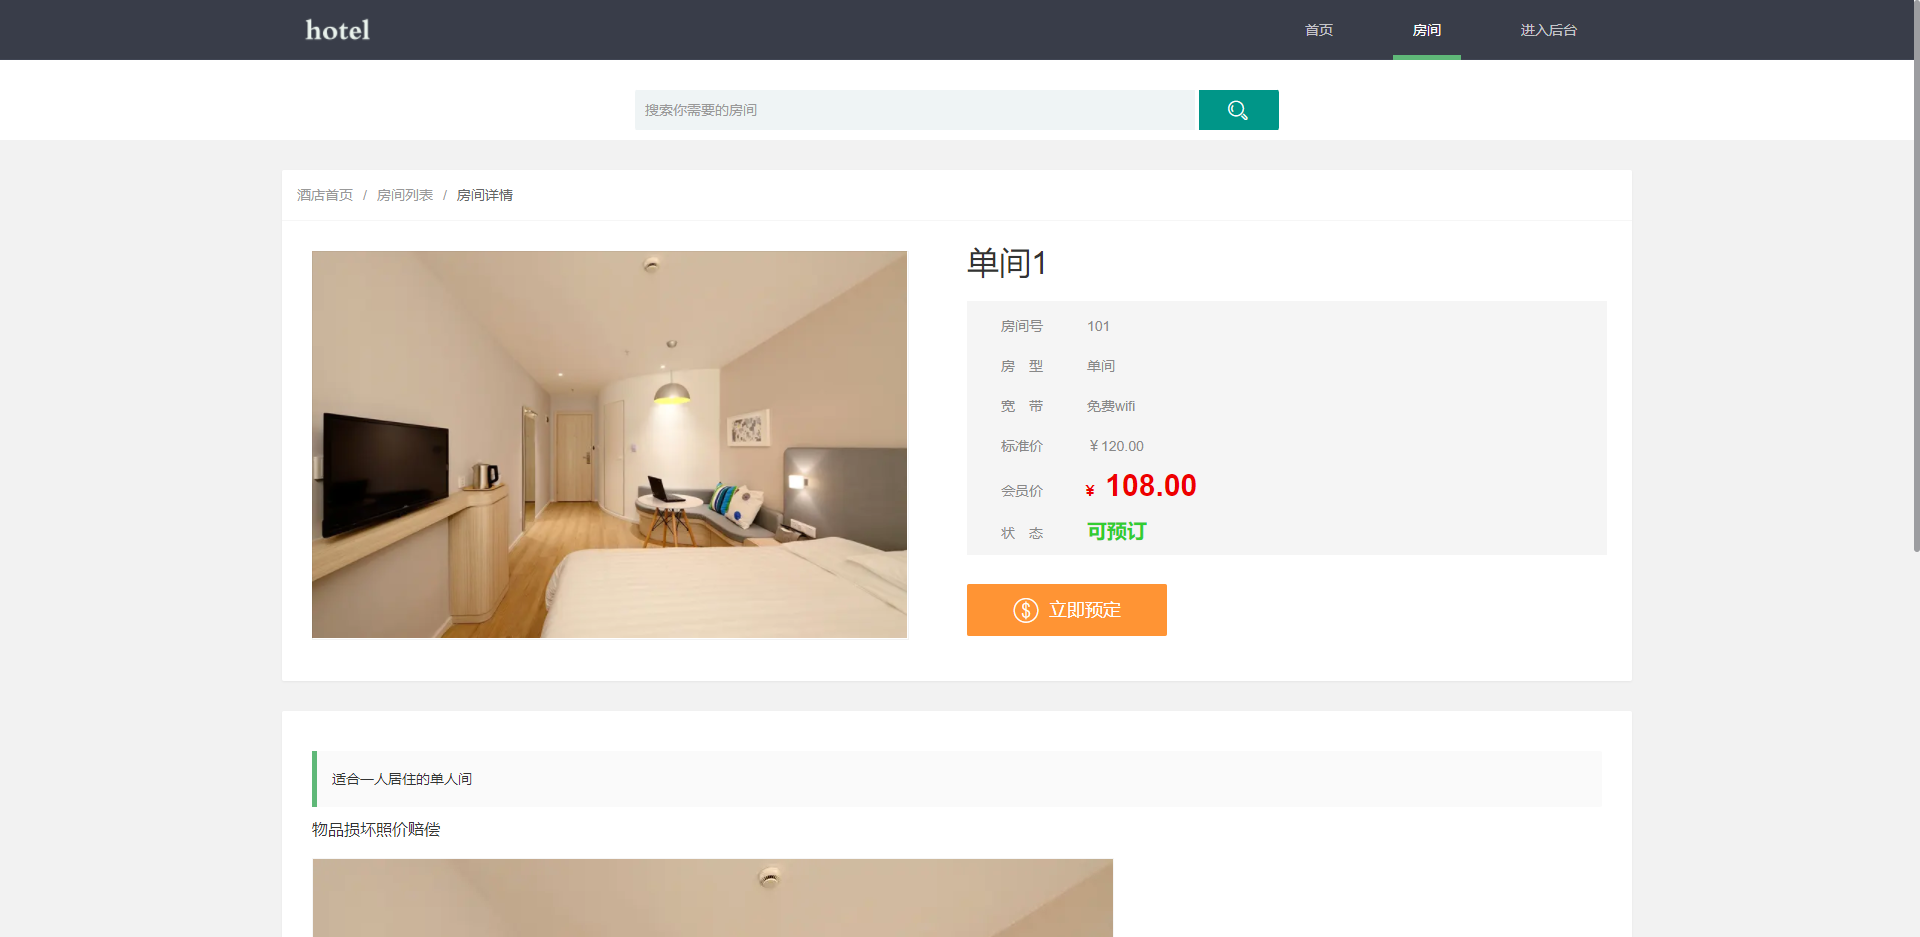 hotel
首页
房间
进入后台
搜索你需要的房间
酒店首页 / 房间列表 / 房间详情
单间1
房间号 101
房 型 单间
宽 带 免费wifi
标准价 ￥120.00
会员价 ¥ 108.00
状 态 可预订
立即预定
适合一人居住的单人间
物品损坏照价赔偿